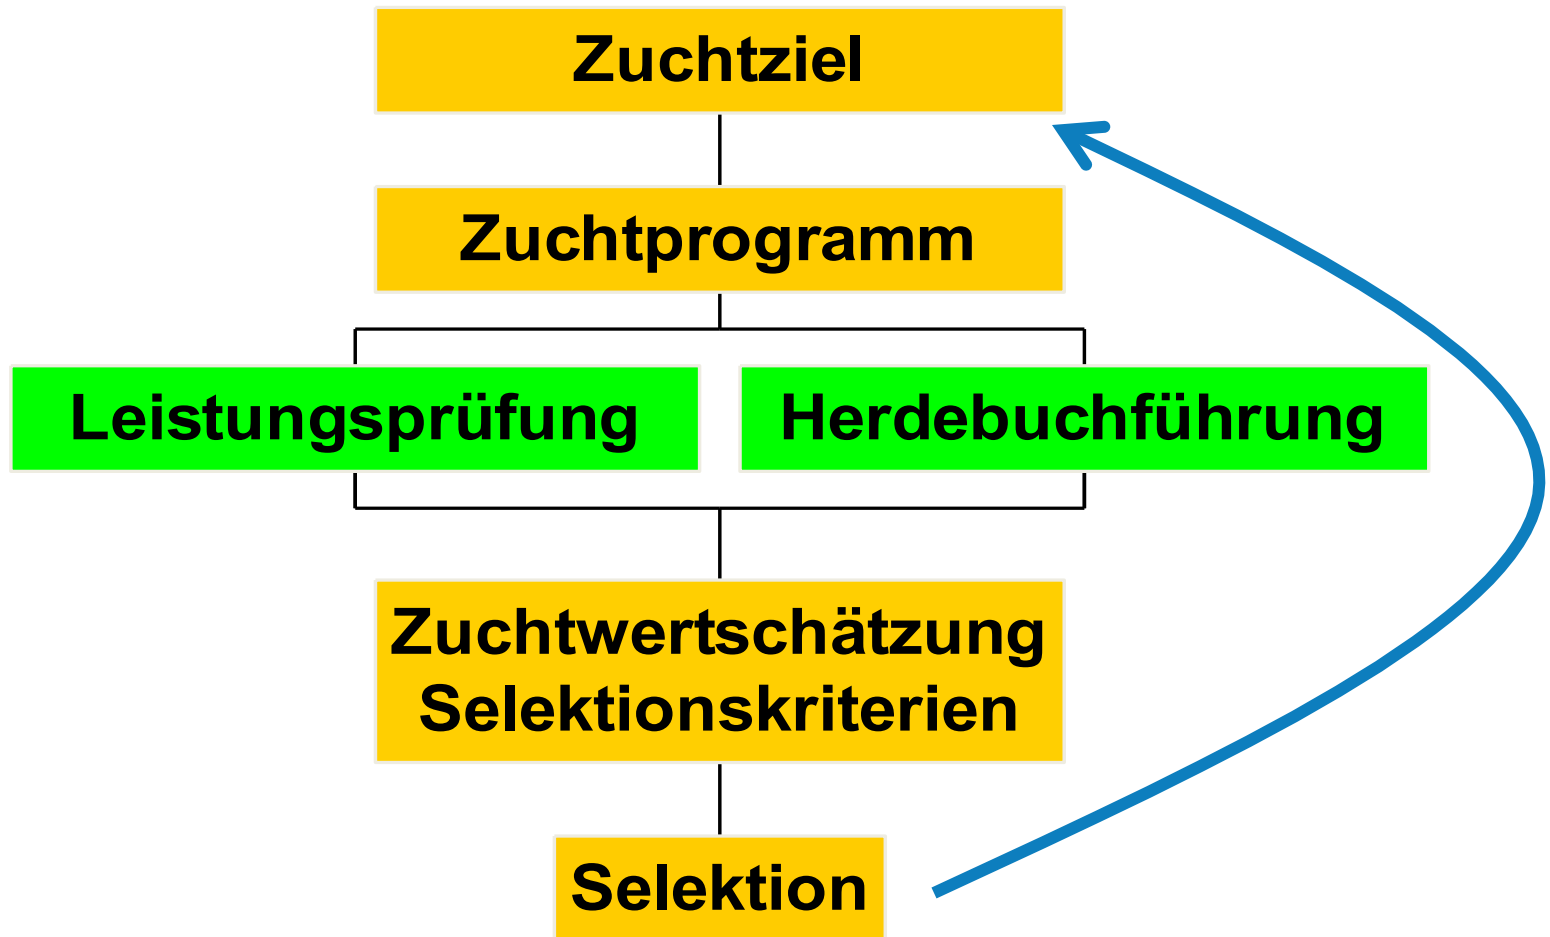 Zuchtziel
Zuchtprogramm
Leistungsprüfung
Herdebuchführung
Zuchtwertschätzung
Selektionskriterien
Selektion